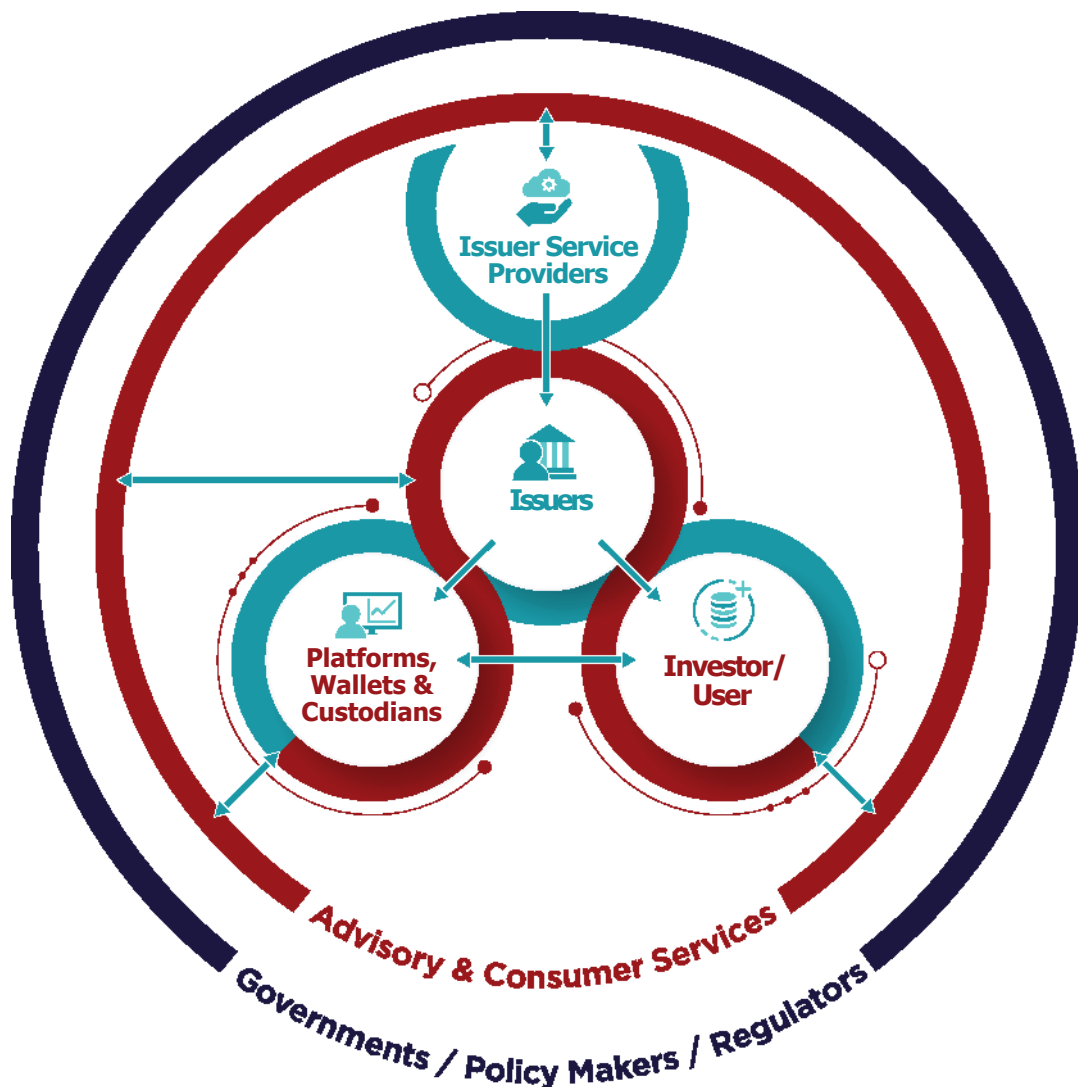 Issuer Service
Providers
Issuers
Platforms,
Wallets &
Custodians
Investor/
User
Advisory & Consumer Services
Governments / Policy Makers / Regulators